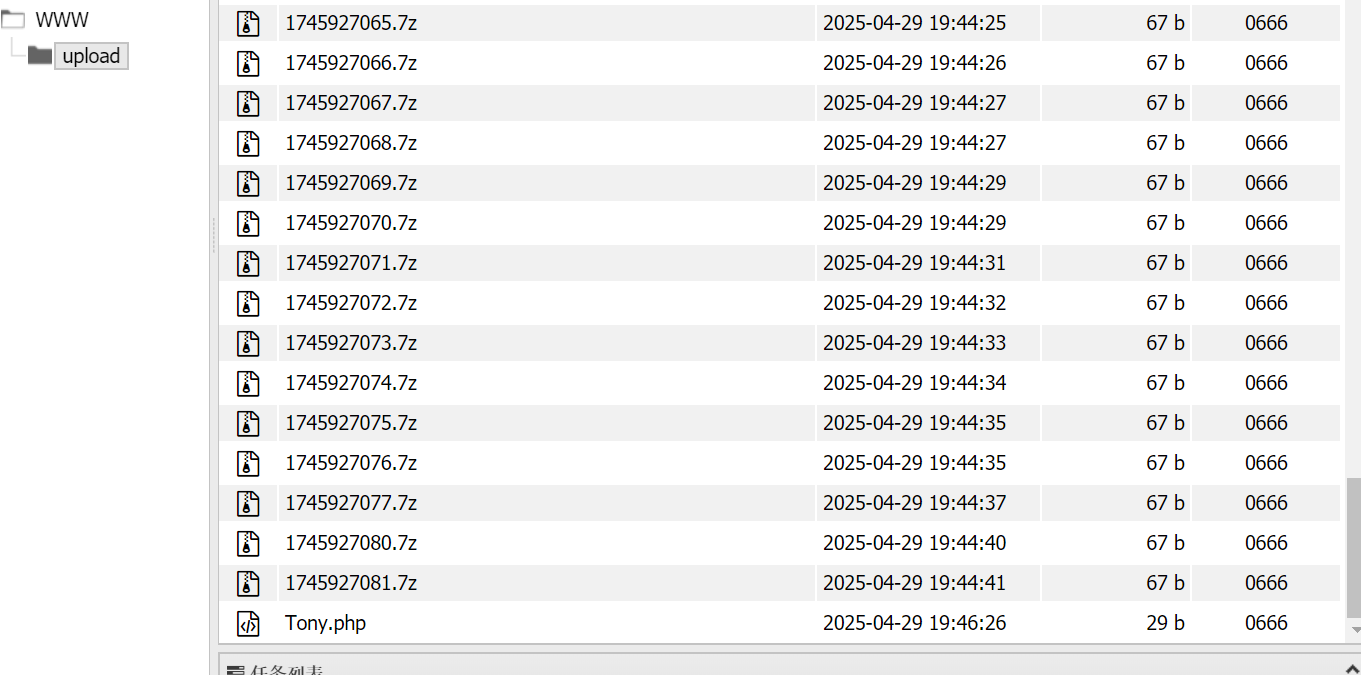 WWW
upload
1745927065.7z 2025-04-29 19:44:25 67 b 0666
1745927066.7z 2025-04-29 19:44:26 67 b 0666
1745927067.7z 2025-04-29 19:44:27 67 b 0666
1745927068.7z 2025-04-29 19:44:27 67 b 0666
1745927069.7z 2025-04-29 19:44:29 67 b 0666
1745927070.7z 2025-04-29 19:44:29 67 b 0666
1745927071.7z 2025-04-29 19:44:31 67 b 0666
1745927072.7z 2025-04-29 19:44:32 67 b 0666
1745927073.7z 2025-04-29 19:44:33 67 b 0666
1745927074.7z 2025-04-29 19:44:34 67 b 0666
1745927075.7z 2025-04-29 19:44:35 67 b 0666
1745927076.7z 2025-04-29 19:44:35 67 b 0666
1745927077.7z 2025-04-29 19:44:37 67 b 0666
1745927080.7z 2025-04-29 19:44:40 67 b 0666
1745927081.7z 2025-04-29 19:44:41 67 b 0666
Tony.php 2025-04-29 19:46:26 29 b 0666
任务列表